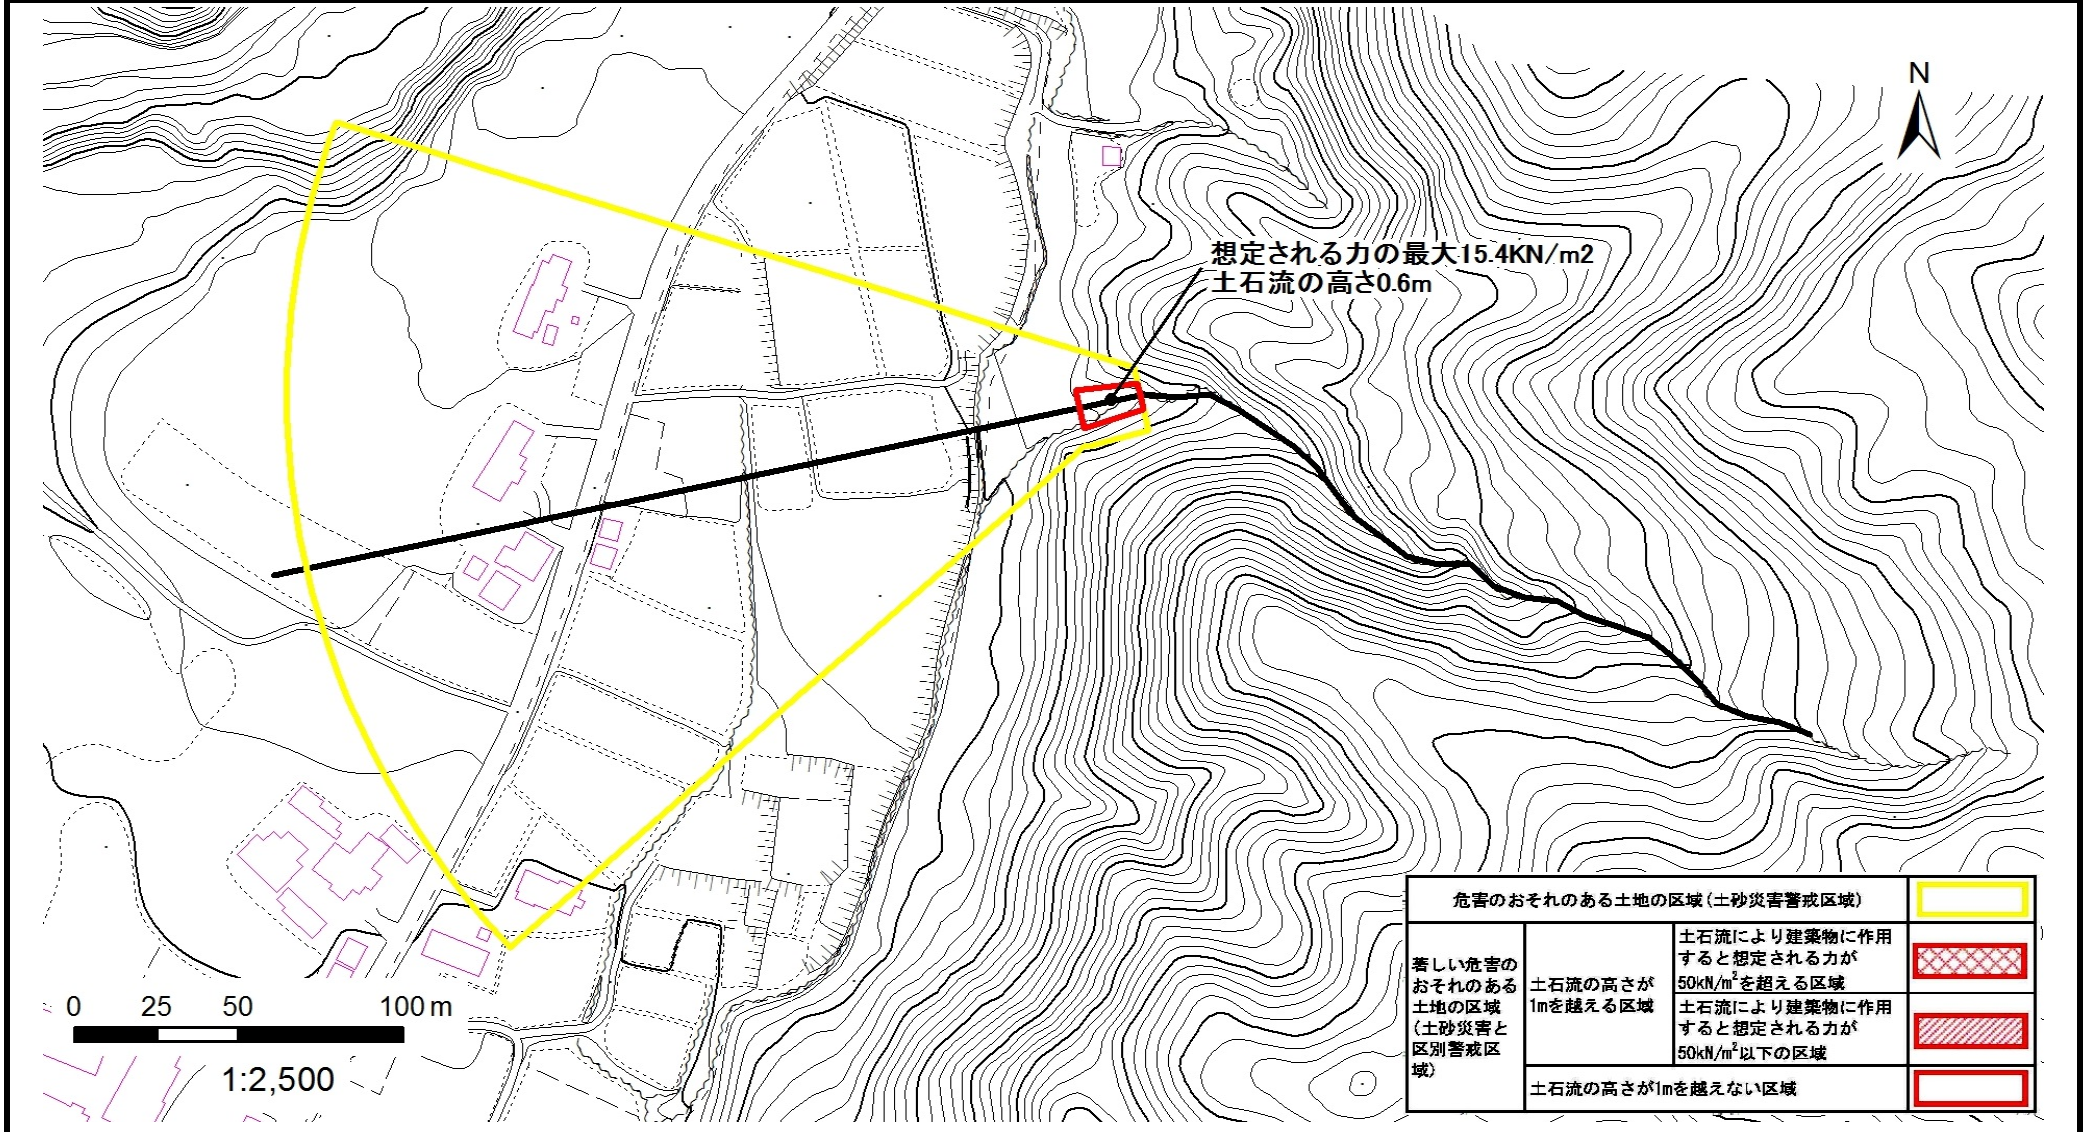 N
想定される力の最大15.4KN/m2
土石流の高さ0.6m
危害のおそれのある土地の区域(土砂災害警戒区域)
著しい危害の
おそれのある
土地の区域
(土砂災害と
区別警戒区
域)
土石流の高さが
1mを越える区域
土石流により建築物に作用
すると想定される力が
50kN/m²を超える区域
土石流により建築物に作用
すると想定される力が
50kN/m²以下の区域
土石流の高さが1mを越えない区域
0 25 50 100 m
1:2,500